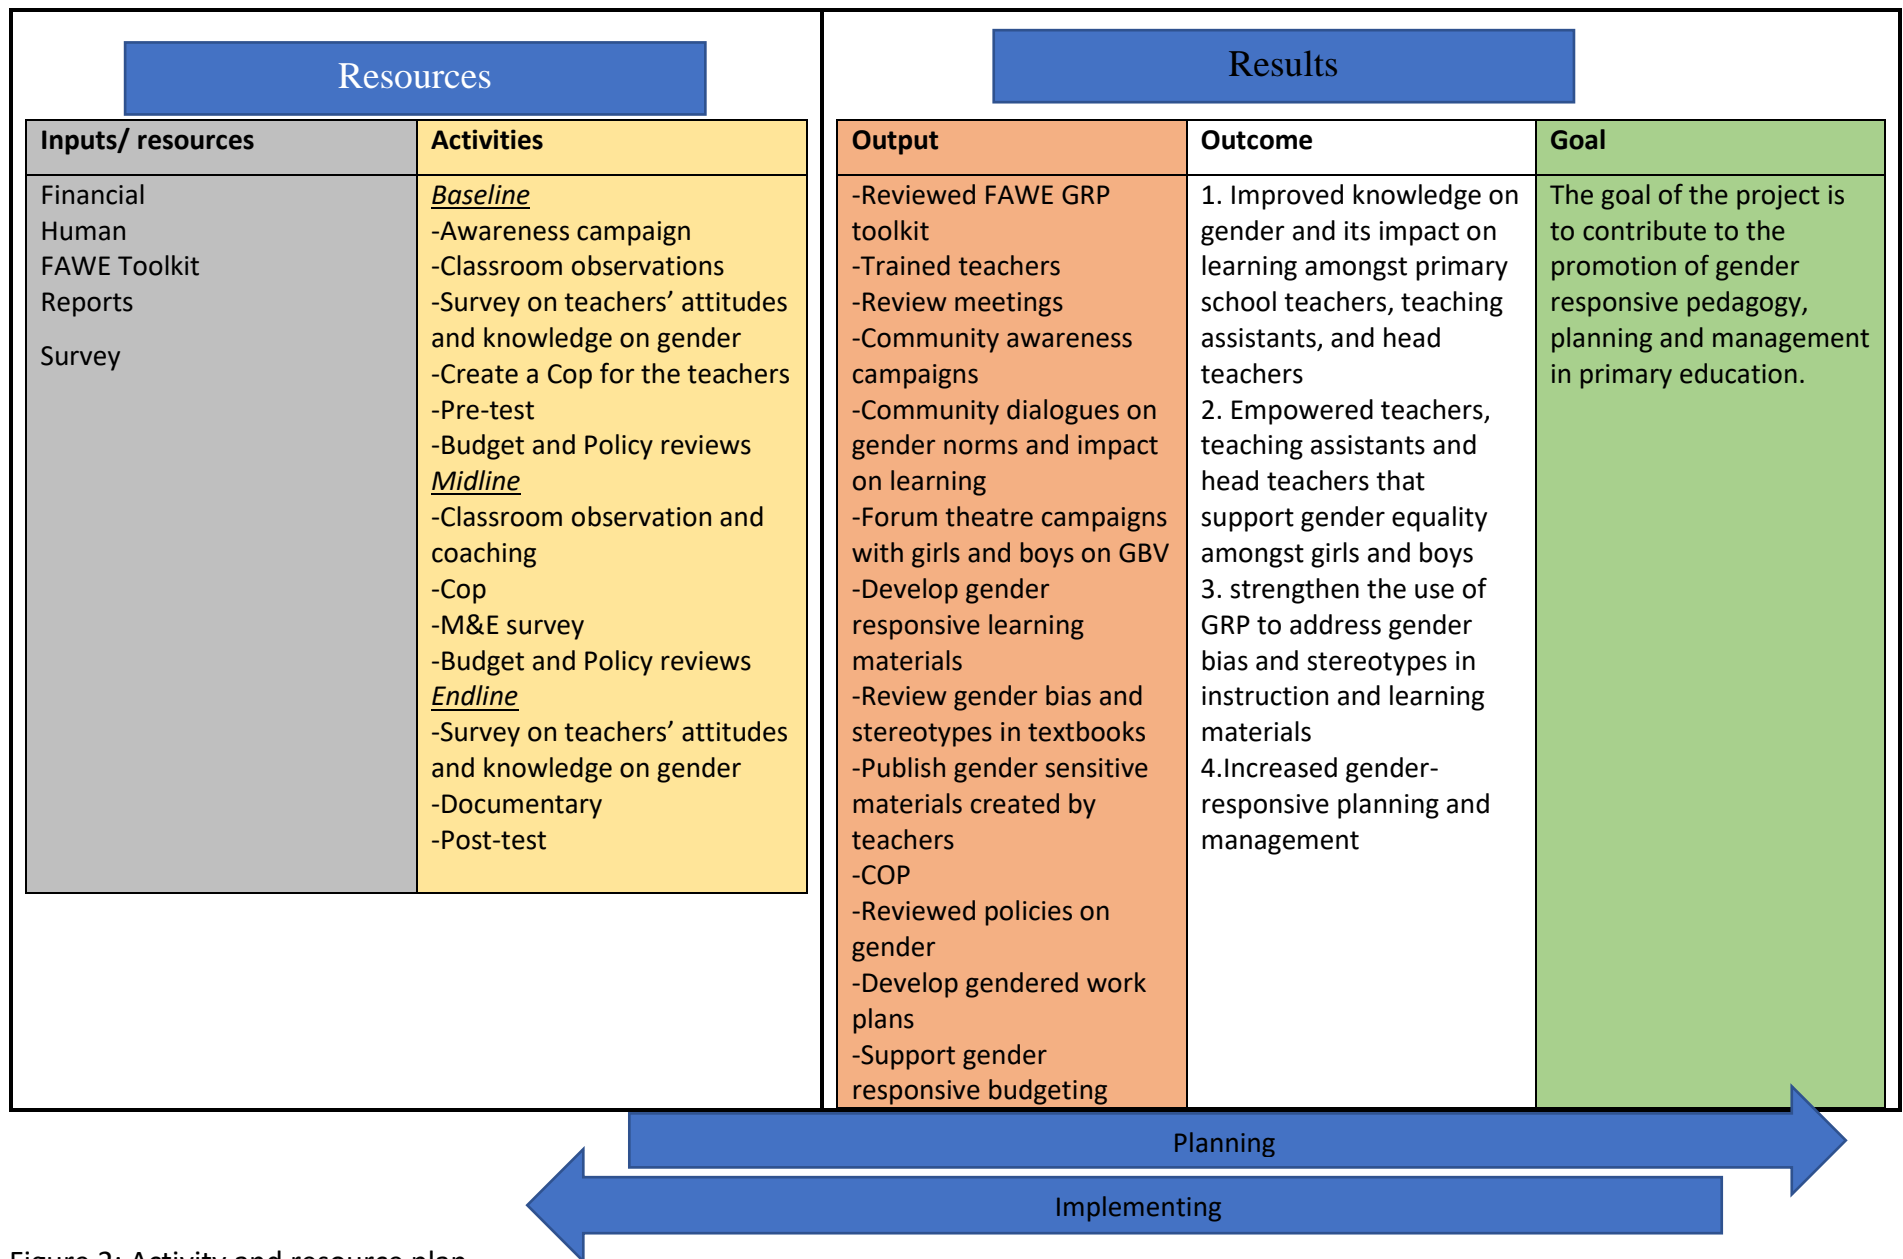 Resources
Results
Inputs/ resources
Financial
Human
FAWE Toolkit
Reports
Survey
Activities
Baseline
-Awareness campaign
-Classroom observations
-Survey on teachers’ attitudes
and knowledge on gender
-Create a Cop for the teachers
-Pre-test
-Budget and Policy reviews
Midline
-Classroom observation and
coaching
-Cop
-M&E survey
-Budget and Policy reviews
Endline
-Survey on teachers’ attitudes
and knowledge on gender
-Documentary
-Post-test
Output
-Reviewed FAWE GRP
toolkit
-Trained teachers
-Review meetings
-Community awareness
campaigns
-Community dialogues on
gender norms and impact
on learning
-Forum theatre campaigns
with girls and boys on GBV
-Develop gender
responsive learning
materials
-Review gender bias and
stereotypes in textbooks
-Publish gender sensitive
materials created by
teachers
-COP
-Reviewed policies on
gender
-Develop gendered work
plans
-Support gender
responsive budgeting
Outcome
1. Improved knowledge on
gender and its impact on
learning amongst primary
school teachers, teaching
assistants, and head
teachers
2. Empowered teachers,
teaching assistants and
head teachers that
support gender equality
amongst girls and boys
3. strengthen the use of
GRP to address gender
bias and stereotypes in
instruction and learning
materials
4.Increased gender-
responsive planning and
management
Goal
The goal of the project is
to contribute to the
promotion of gender
responsive pedagogy,
planning and management
in primary education.
Planning
Implementing
Figure 2: Activity and resource plan